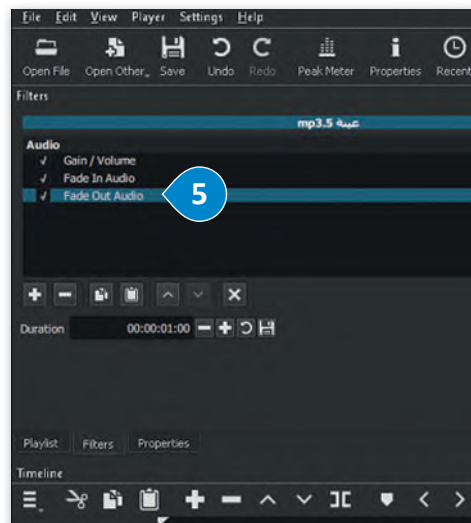 File Edit View Player Settings Help
Open File Open Other Save Undo Redo Peak Meter Properties Recent
Filters
عينة mp3.5
Audio
Gain / Volume
Fade In Audio
Fade Out Audio
5
Duration 00:00:01:00
Playlist Filters Properties
Timeline